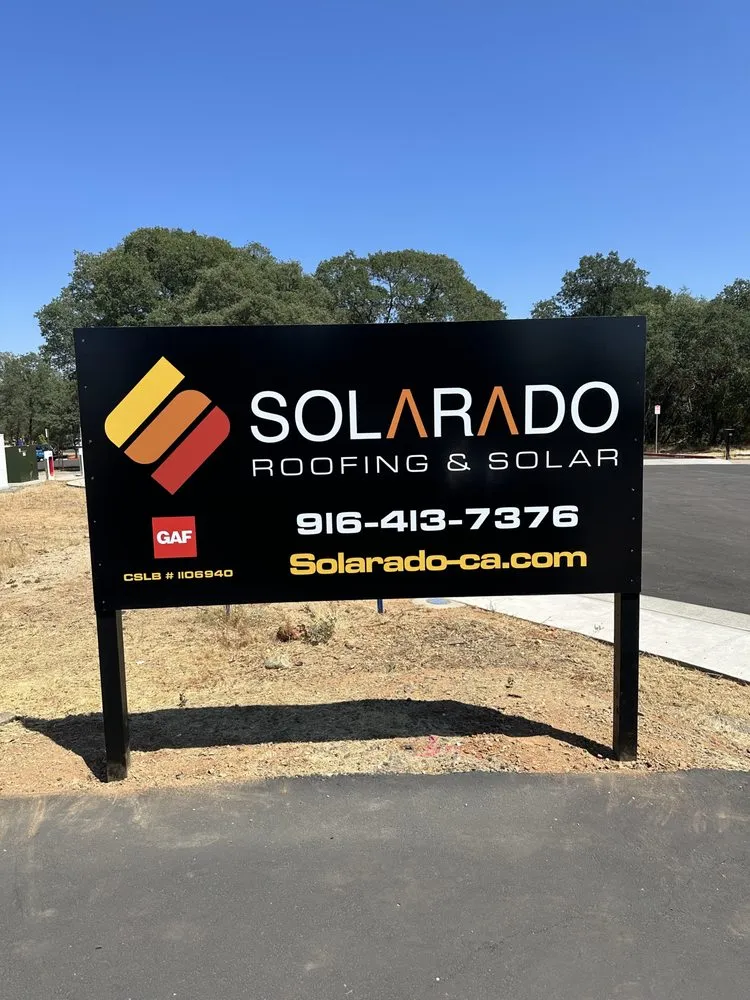 SOLARADO
ROOFING & SOLAR
GAF
916-413-7376
CSLB # 1106940
Solarado-ca.com